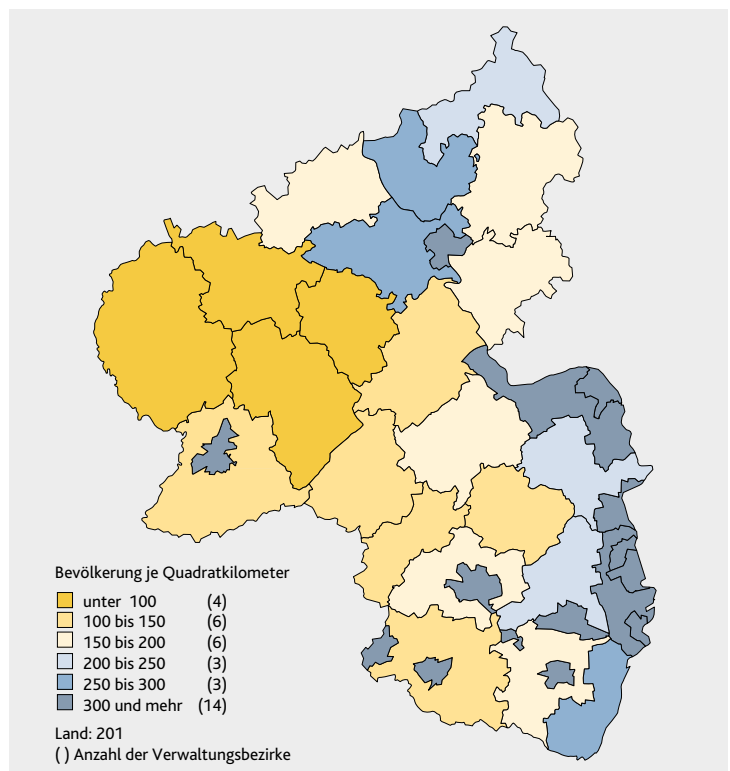 Bevölkerung je Quadratkilometer
unter 100 (4)
100 bis 150 (6)
150 bis 200 (6)
200 bis 250 (3)
250 bis 300 (3)
300 und mehr (14)
Land: 201
( ) Anzahl der Verwaltungsbezirke